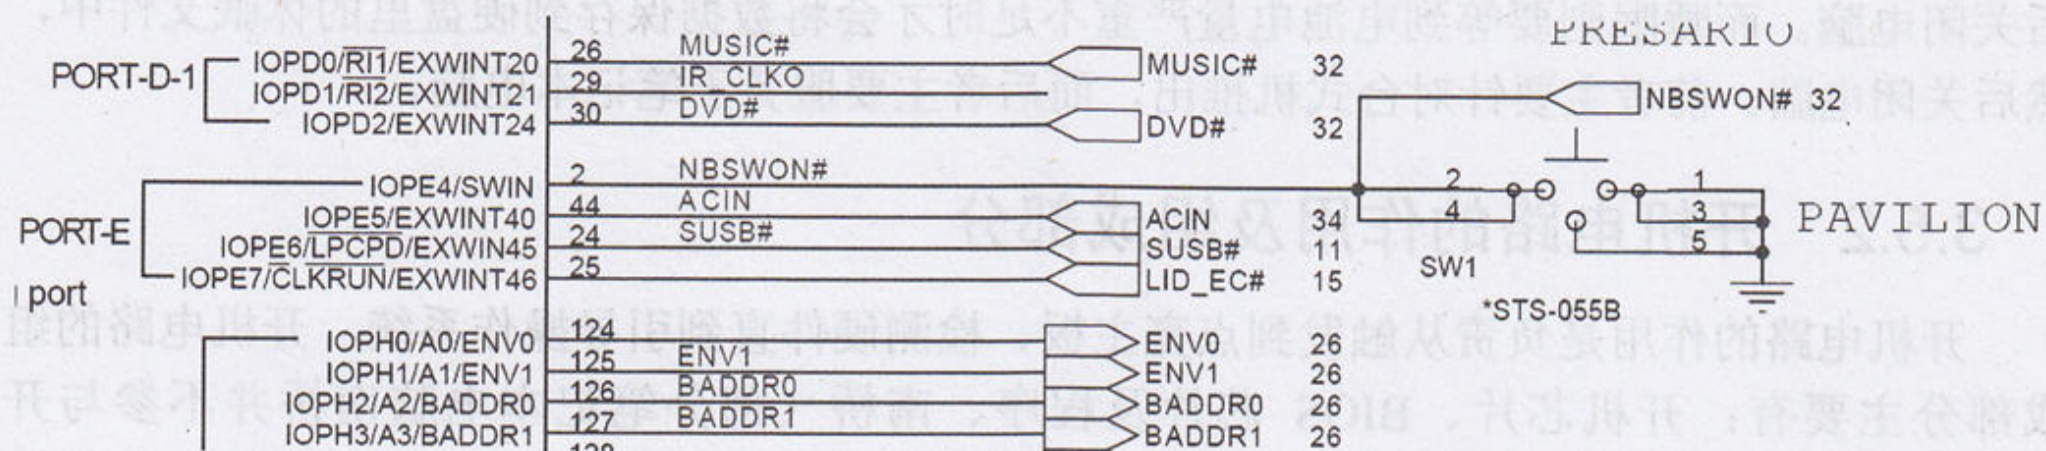 PRESARIO
PORT-D-1
IOPD0/RI1/EXWINT20 26 MUSIC# MUSIC# 32
IOPD1/RI2/EXWINT21 29 IR_CLKO
IOPD2/EXWINT24 30 DVD# DVD# 32
NBSWON# 32
PORT-E
IOPE4/SWIN 2 NBSWON#
IOPE5/EXWINT40 44 ACIN ACIN 34
IOPE6/LPCPD/EXWIN45 24 SUSB# SUSB# 11
IOPE7/CLKRUN/EXWINT46 25 LID_EC# 15
2 1
4 3
5
PAVILION
SW1
*STS-055B
port
IOPH0/A0/ENV0 124 ENV0 26
IOPH1/A1/ENV1 125 ENV1 ENV1 26
IOPH2/A2/BADDR0 126 BADDR0 BADDR0 26
IOPH3/A3/BADDR1 127 BADDR1 BADDR1 26
128